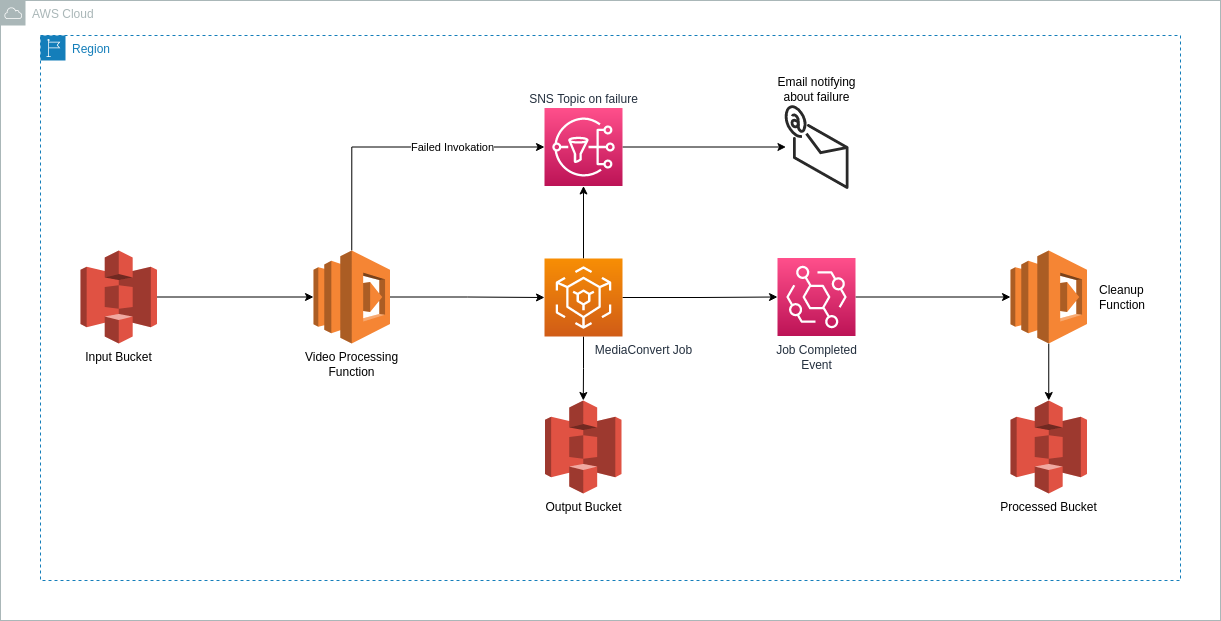 AWS Cloud
Region
SNS Topic on failure
Email notifying
about failure
Failed Invokation
Input Bucket
Video Processing
Function
MediaConvert Job
Job Completed
Event
Cleanup
Function
Output Bucket
Processed Bucket